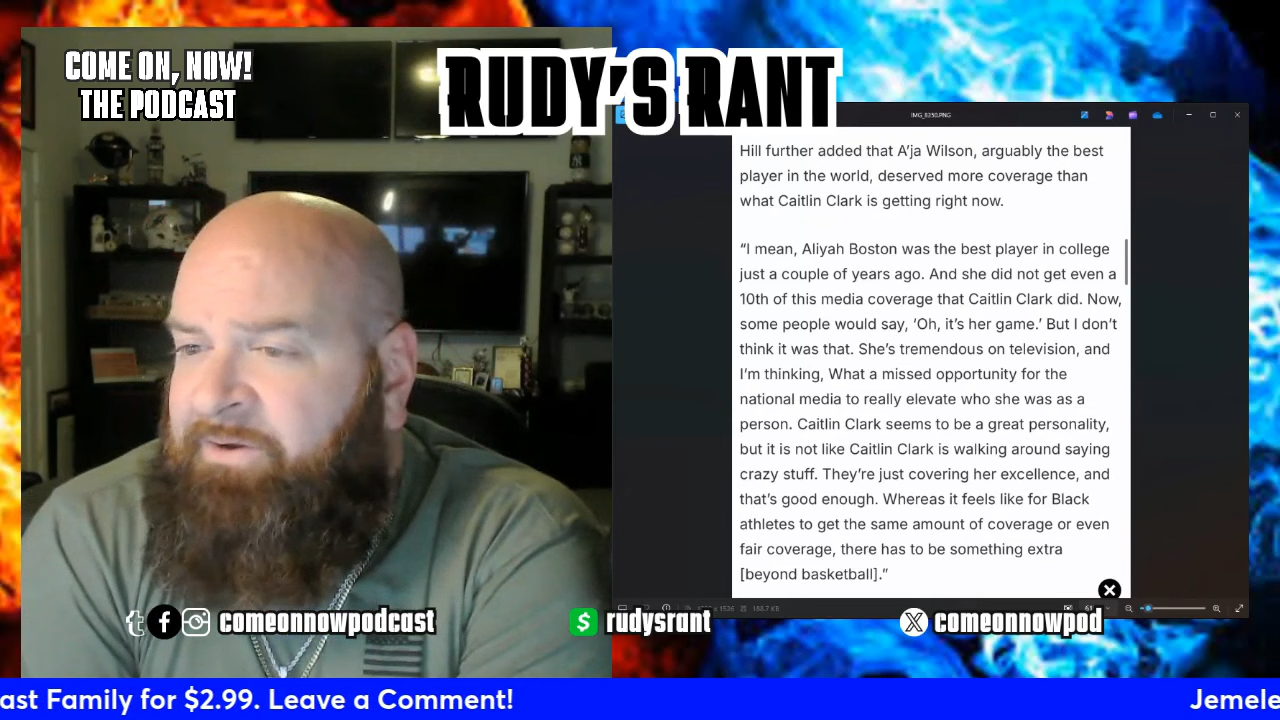 COME ON, NOW!
THE PODCAST
RUDY'S RANT
IMG_8350.PNG
Hill further added that A'ja Wilson, arguably the best
player in the world, deserved more coverage than
what Caitlin Clark is getting right now.
“I mean, Aliyah Boston was the best player in college
just a couple of years ago. And she did not get even a
10th of this media coverage that Caitlin Clark did. Now,
some people would say, ‘Oh, it’s her game.’ But I don’t
think it was that. She’s tremendous on television, and
I’m thinking, What a missed opportunity for the
national media to really elevate who she was as a
person. Caitlin Clark seems to be a great personality,
but it is not like Caitlin Clark is walking around saying
crazy stuff. They’re just covering her excellence, and
that’s good enough. Whereas it feels like for Black
athletes to get the same amount of coverage or even
fair coverage, there has to be something extra
[beyond basketball].”
comeonnowpodcast
$ rudysrant
X comeonnowpod
ast Family for $2.99. Leave a Comment!
Jemele